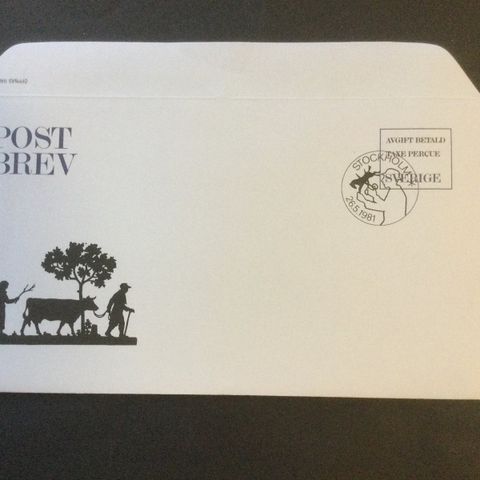 POST
BREV
AVGIFT BETALD
TAXE PERÇUE
SVERIGE
STOCKHOLM
26.5.1981